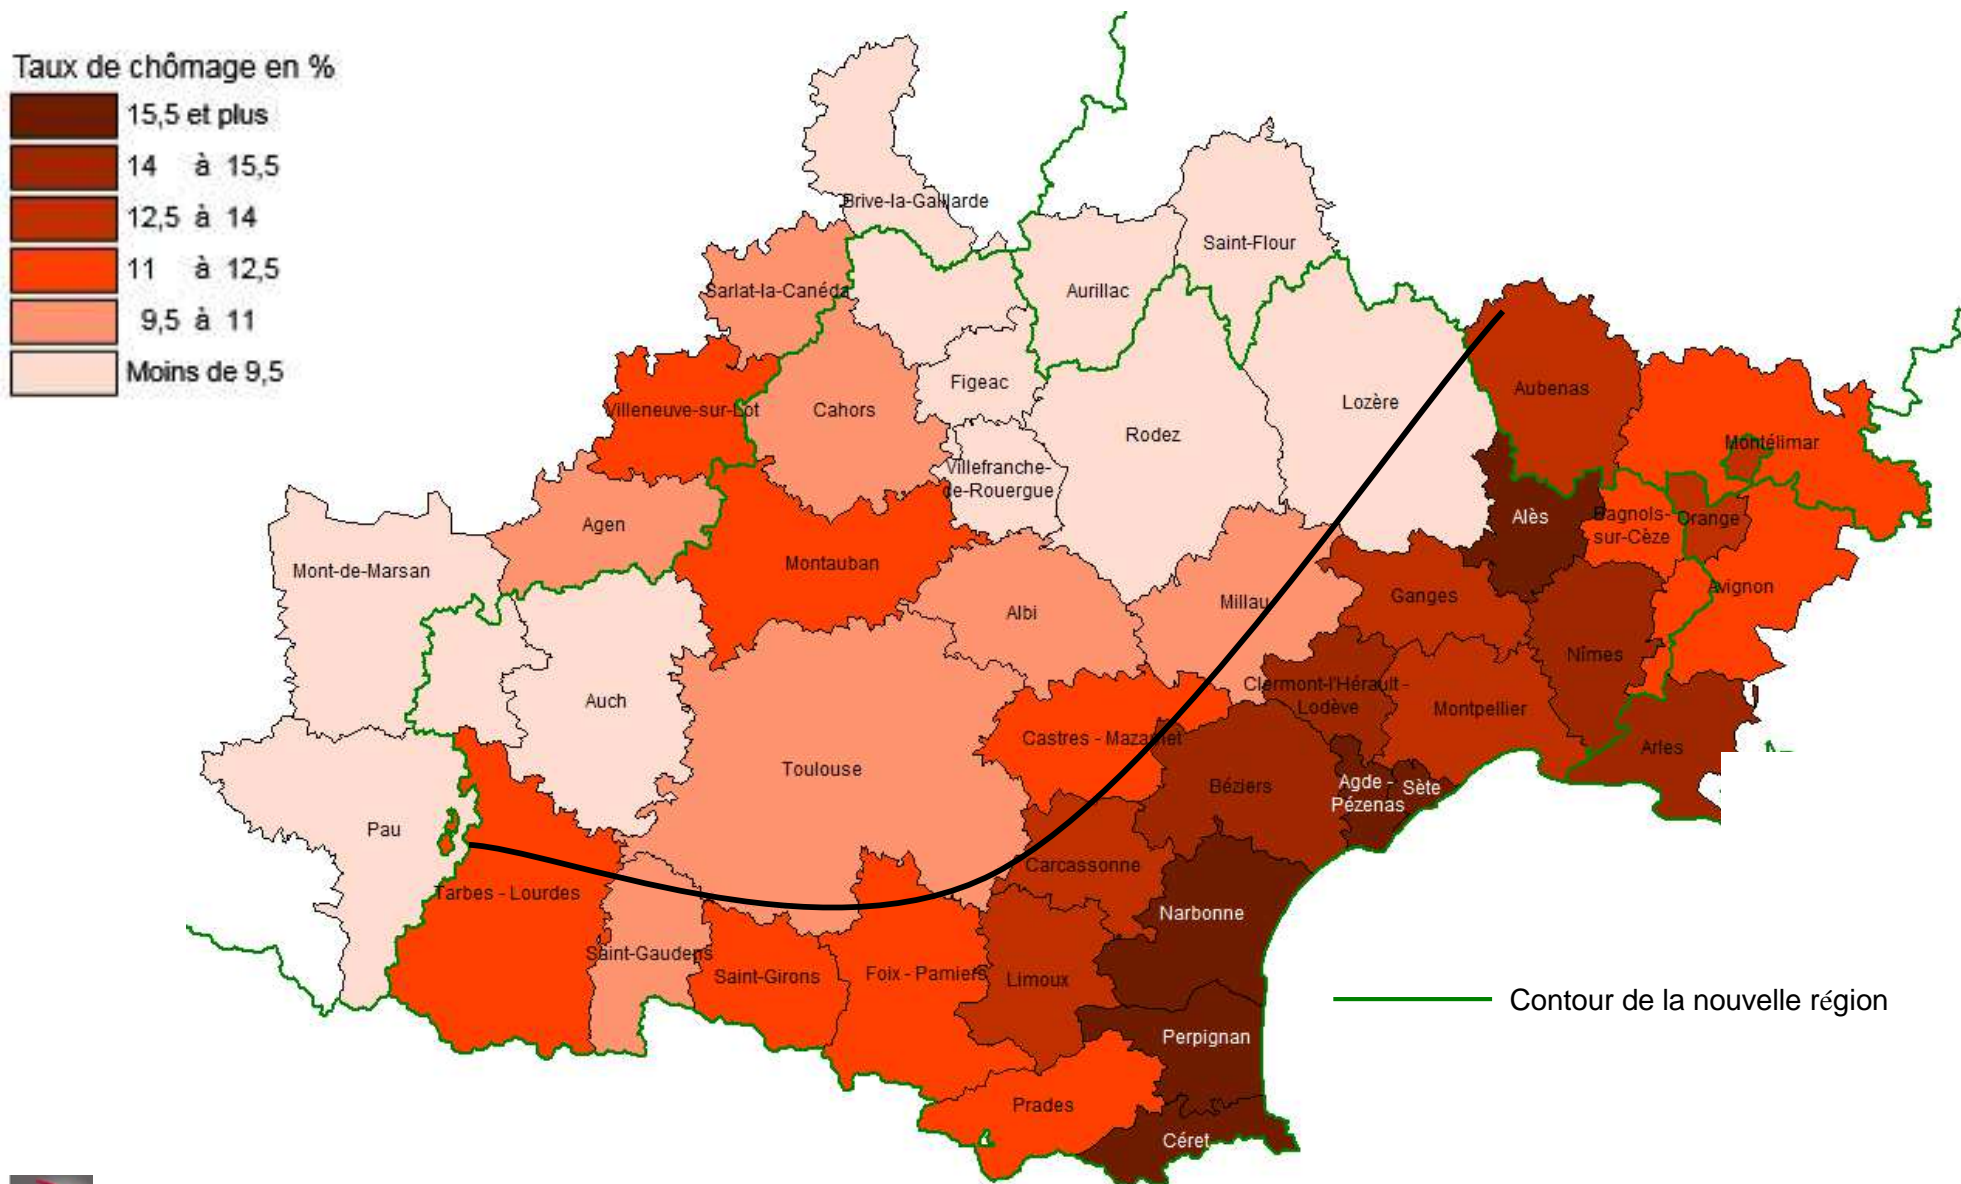 Taux de chômage en %
15,5 et plus
14 à 15,5
12,5 à 14
11 à 12,5
9,5 à 11
Moins de 9,5
Brive-la-Gaillarde
Saint-Flour
Sarlat-la-Canéda
Aurillac
Figeac
Aubenas
Villeneuve-sur-Lot
Cahors
Lozère
Rodez
Montélimar
Villefranche-
de-Rouergue
Agen
Alès
Bagnols-
sur-Cèze
Orange
Mont-de-Marsan
Montauban
Avignon
Albi
Millau
Ganges
Nîmes
Auch
Clermont-l'Hérault -
Lodève
Montpellier
Castres - Mazamet
Arles
Toulouse
Béziers
Agde -
Pézenas
Sète
Pau
Carcassonne
Tarbes - Lourdes
Narbonne
Saint-Gaudens
Saint-Girons
Foix - Pamiers
Limoux
Contour de la nouvelle région
Perpignan
Prades
Céret